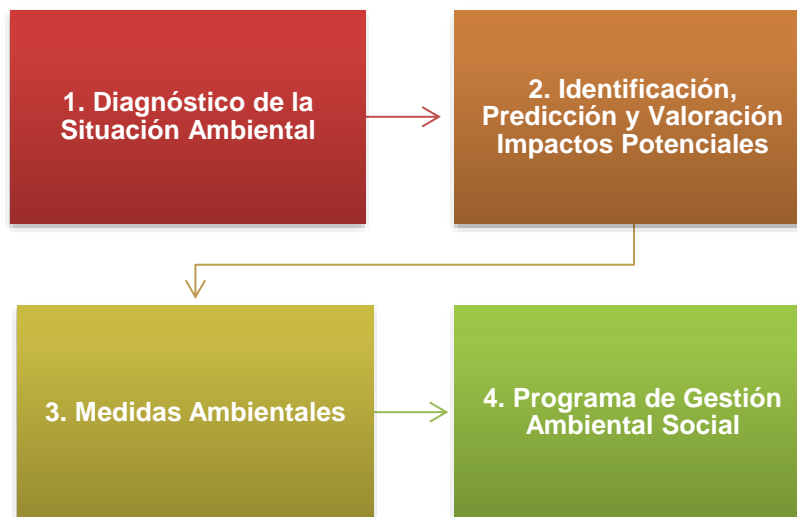 1. Diagnóstico de la
Situación Ambiental
2. Identificación,
Predicción y Valoración
Impactos Potenciales
3. Medidas Ambientales
4. Programa de Gestión
Ambiental Social